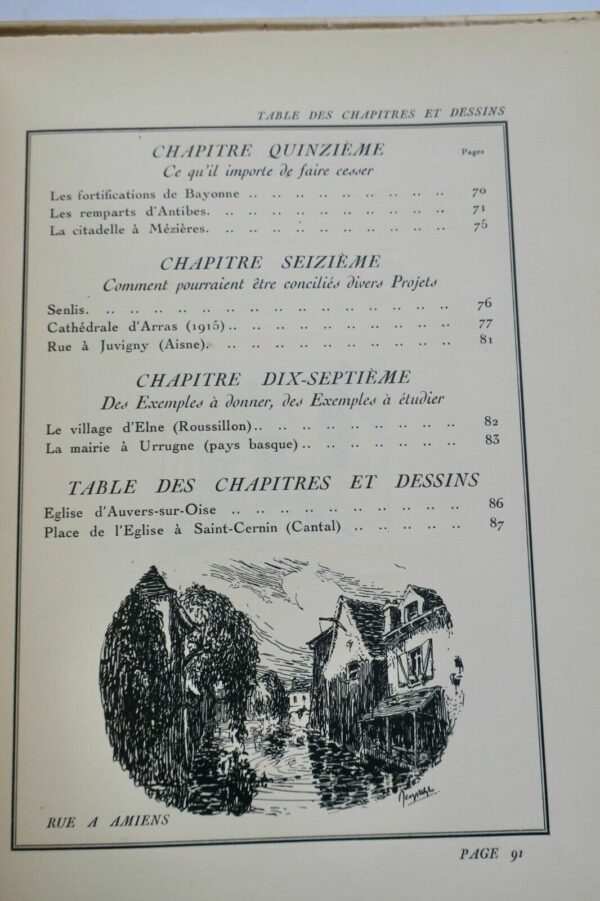 TABLE DES CHAPITRES ET DESSINS
CHAPITRE QUINZIÈME
Pages
Ce qu'il importe de faire cesser
Les fortifications de Bayonne .. .. .. .. .. .. .. .. .. 70
Les remparts d'Antibes. .. .. .. .. .. .. .. .. .. .. 71
La citadelle à Mézières. .. .. .. .. .. .. .. .. .. .. 75
CHAPITRE SEIZIÈME
Comment pourraient être conciliés divers Projets
Senlis. .. .. .. .. .. .. .. .. .. .. .. .. .. .. 76
Cathédrale d'Arras (1915) .. .. .. .. .. .. .. .. .. .. 77
Rue à Juvigny (Aisne). .. .. .. .. .. .. .. .. .. .. 81
CHAPITRE DIX-SEPTIÈME
Des Exemples à donner, des Exemples à étudier
Le village d'Elne (Roussillon) .. .. .. .. .. .. .. .. .. 82
La mairie à Urrugne (pays basque) .. .. .. .. .. .. .. 83
TABLE DES CHAPITRES ET DESSINS
Eglise d'Auvers-sur-Oise .. .. .. .. .. .. .. .. .. 86
Place de l'Eglise à Saint-Cernin (Cantal) .. .. .. .. .. 87
RUE A AMIENS
PAGE 91